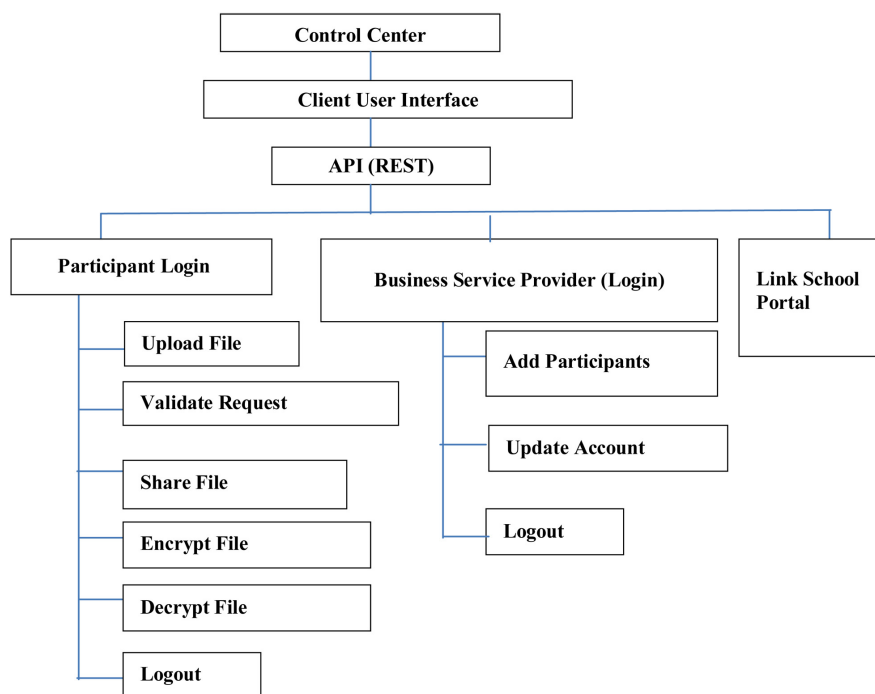 Control Center
Client User Interface
API (REST)
Participant Login
Business Service Provider (Login)
Link School
Portal
Upload File
Validate Request
Share File
Encrypt File
Decrypt File
Logout
Add Participants
Update Account
Logout